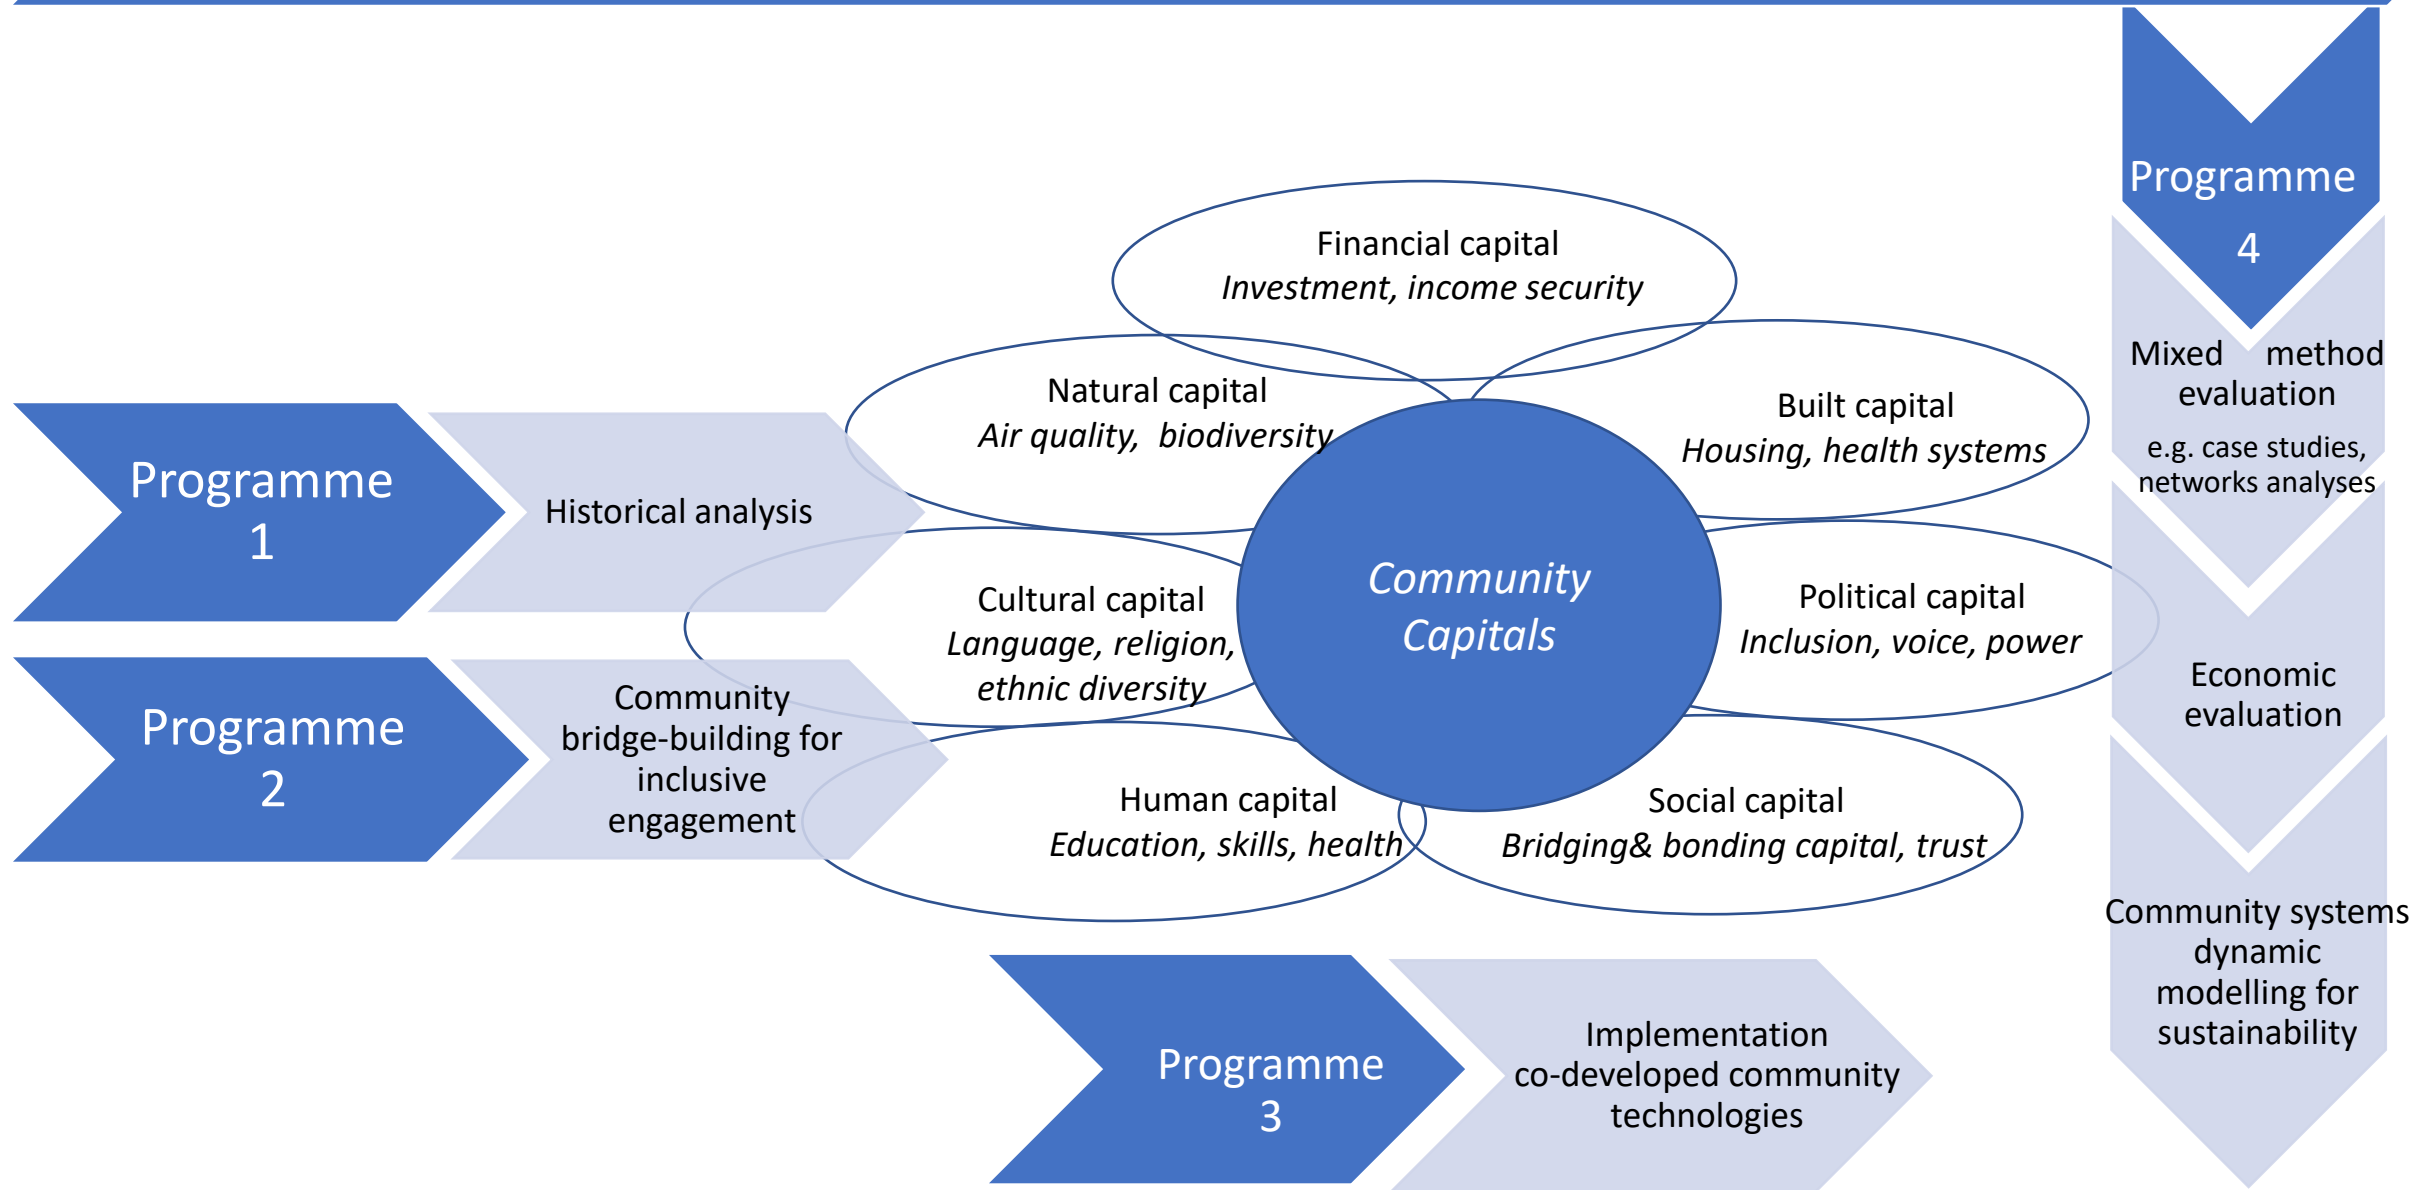 Programme
1
Historical analysis
Programme
2
Community
bridge-building for
inclusive
engagement
Financial capital
Investment, income security
Natural capital
Air quality, biodiversity
Built capital
Housing, health systems
Cultural capital
Language, religion,
ethnic diversity
Community
Capitals
Political capital
Inclusion, voice, power
Human capital
Education, skills, health
Social capital
Bridging& bonding capital, trust
Programme
3
Implementation
co-developed community
technologies
Programme
4
Mixed method
evaluation
e.g. case studies,
networks analyses
Economic
evaluation
Community systems
dynamic
modelling for
sustainability